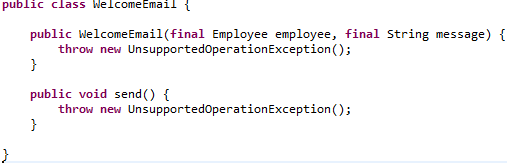 public class WelcomeEmail {
public WelcomeEmail(final Employee employee, final String message) {
throw new UnsupportedOperationException();
}
public void send() {
throw new UnsupportedOperationException();
}
}